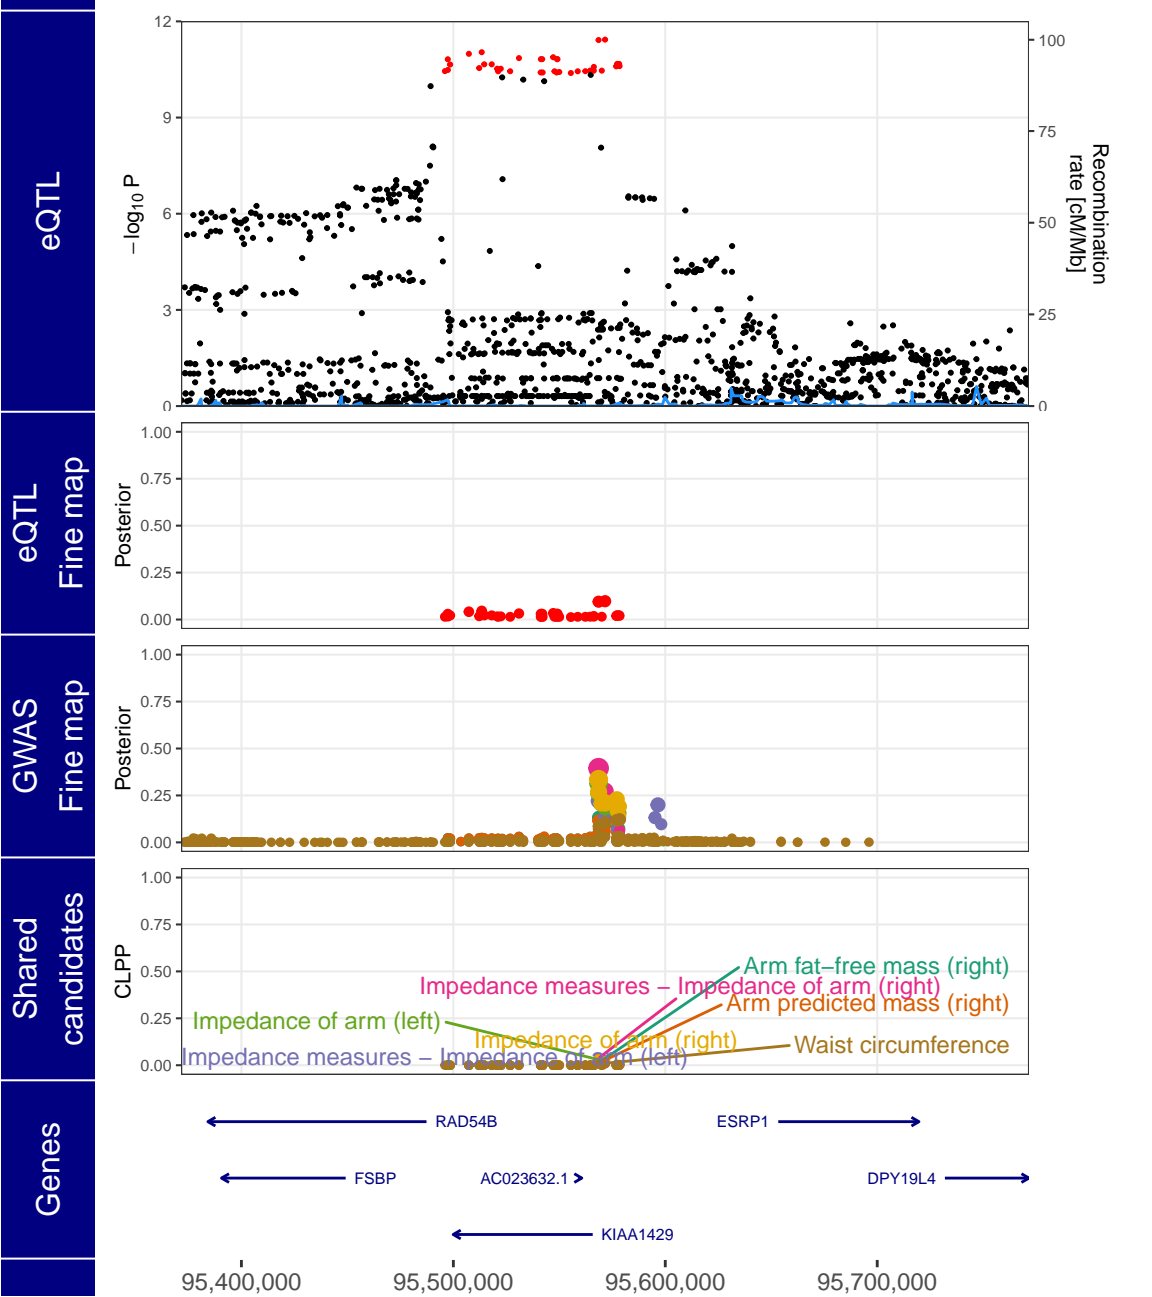 eQTL
12
9
6
3
0
−log10 P
100
75
50
25
0
Recombination
rate [cM/Mb]
eQTL
Fine map
Posterior
1.00
0.75
0.50
0.25
0.00
GWAS
Fine map
Posterior
1.00
0.75
0.50
0.25
0.00
Shared
candidates
CLPP
1.00
0.75
0.50
0.25
0.00
Arm fat−free mass (right)
Impedance measures − Impedance of arm (right)
Arm predicted mass (right)
Impedance of arm (left)
Impedance of arm (right)
Waist circumference
Impedance measures − Impedance of arm (left)
Genes
RAD54B
ESRP1
FSBP
AC023632.1
DPY19L4
KIAA1429
95,400,000
95,500,000
95,600,000
95,700,000